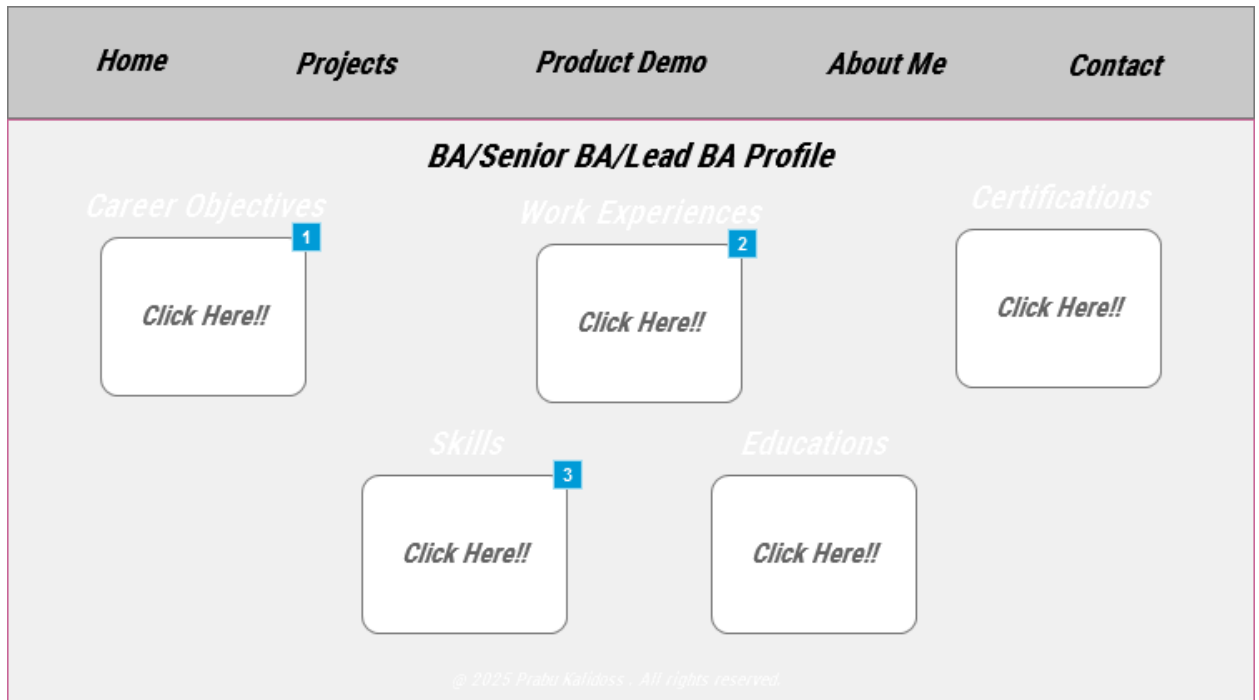 Home Projects Product Demo About Me Contact
BA/Senior BA/Lead BA Profile
Career Objectives Work Experiences Certifications
1 2
Click Here!! Click Here!! Click Here!!
Skills Educations
3
Click Here!! Click Here!!
@ 2025 Prabu Kalidoss . All rights reserved.